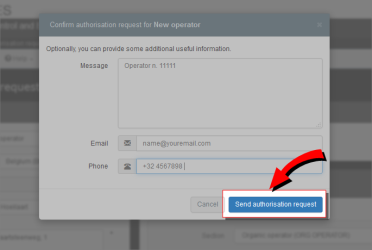 ES
Confirm authorisation request for New operator ×
Optionally, you can provide some additional useful information.
Message Operator n. 11111
Email name@youremail.com
Phone +32 4567898
Cancel Send authorisation request